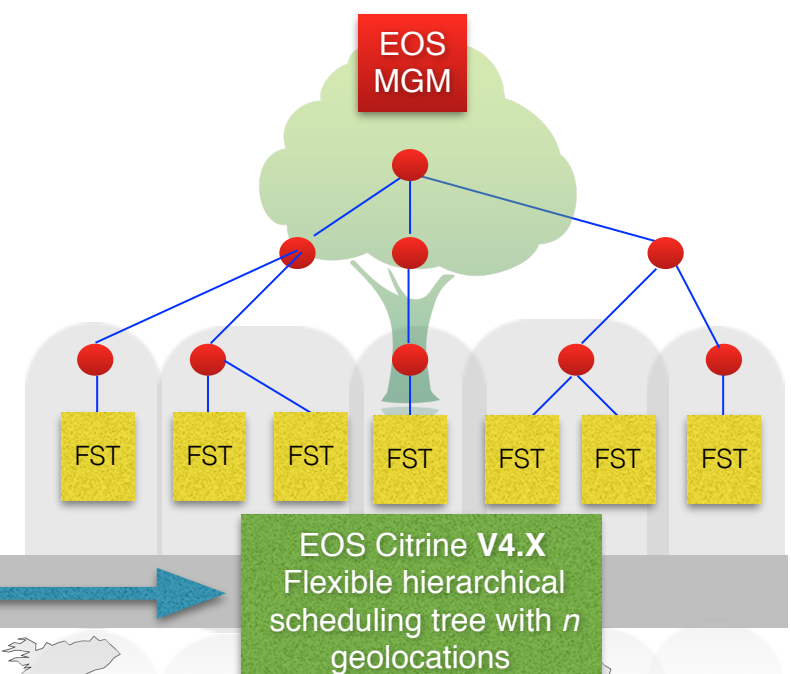 EOS
MGM
FST
FST
FST
FST
FST
FST
FST
EOS Citrine V4.X
Flexible hierarchical
scheduling tree with n
geolocations